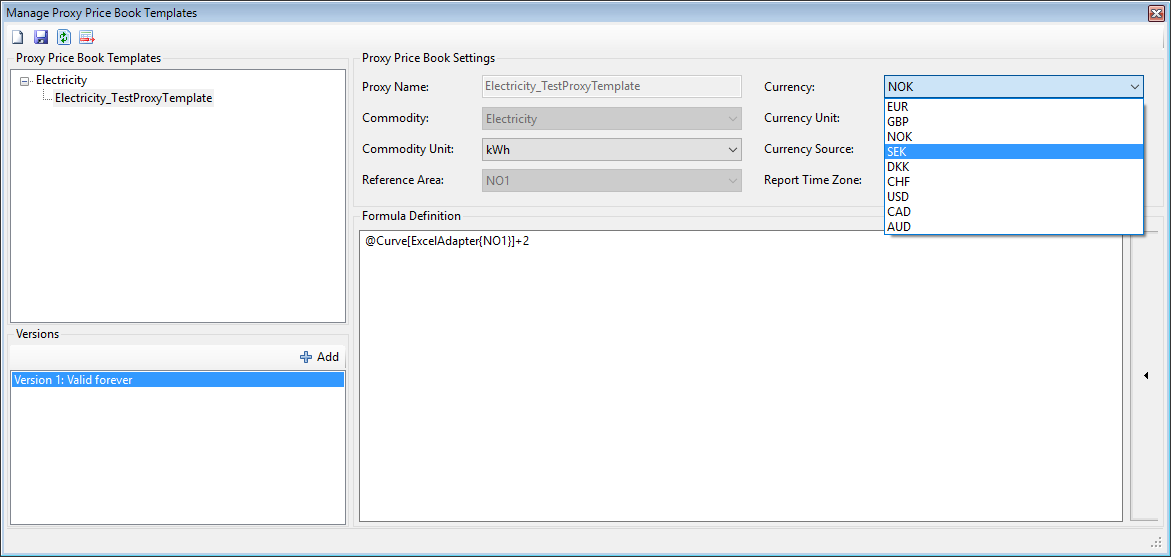 Manage Proxy Price Book Templates
Proxy Price Book Templates
Electricity
Electricity_TestProxyTemplate
Versions
Add
Version 1: Valid forever
Proxy Price Book Settings
Proxy Name:
Electricity_TestProxyTemplate
Commodity:
Electricity
Commodity Unit:
kWh
Reference Area:
NO1
Currency:
NOK
Currency Unit:
Currency Source:
Report Time Zone:
EUR
GBP
NOK
SEK
DKK
CHF
USD
CAD
AUD
Formula Definition
@Curve[ExcelAdapter{NO1}]+2